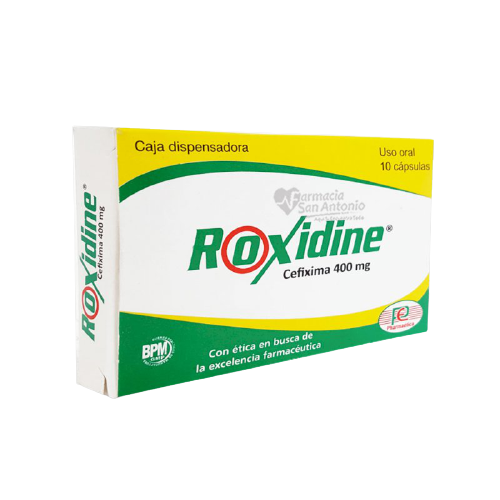 Caja dispensadora
Uso oral
10 cápsulas
Farmacia
San Antonio
Roxidine®
Cefixima 400 mg
Con ética en busca de
la excelencia farmacéutica
BPM
PC
Pharmaceutica
Roxidine®
Cefixima 400 mg